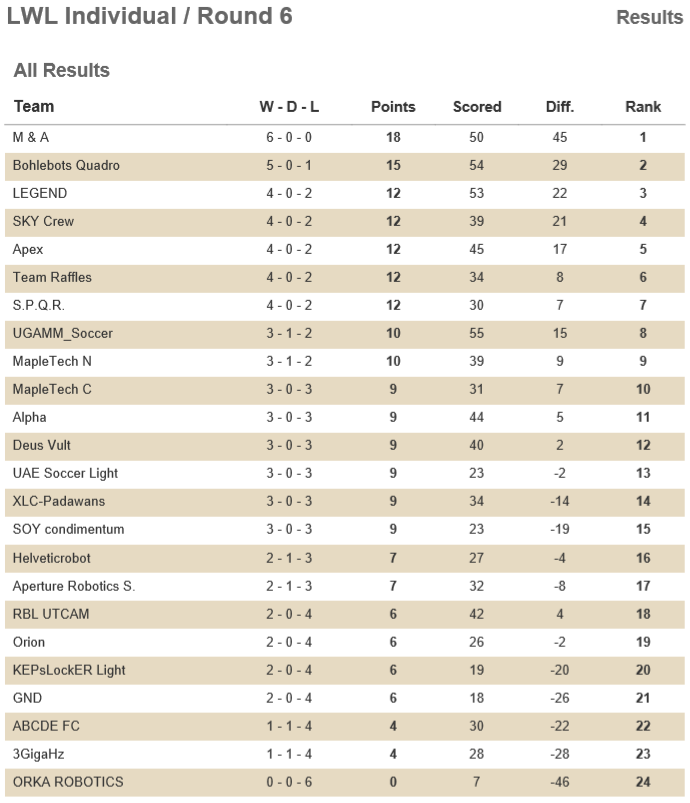 LWL Individual / Round 6 Results
All Results
Team W - D - L Points Scored Diff. Rank
M & A 6 - 0 - 0 18 50 45 1
Bohlebots Quadro 5 - 0 - 1 15 54 29 2
LEGEND 4 - 0 - 2 12 53 22 3
SKY Crew 4 - 0 - 2 12 39 21 4
Apex 4 - 0 - 2 12 45 17 5
Team Raffles 4 - 0 - 2 12 34 8 6
S.P.Q.R. 4 - 0 - 2 12 30 7 7
UGAMM_Soccer 3 - 1 - 2 10 55 15 8
MapleTech N 3 - 1 - 2 10 39 9 9
MapleTech C 3 - 0 - 3 9 31 7 10
Alpha 3 - 0 - 3 9 44 5 11
Deus Vult 3 - 0 - 3 9 40 2 12
UAE Soccer Light 3 - 0 - 3 9 23 -2 13
XLC-Padawans 3 - 0 - 3 9 34 -14 14
SOY condimentum 3 - 0 - 3 9 23 -19 15
Helveticrobot 2 - 1 - 3 7 27 -4 16
Aperture Robotics S. 2 - 1 - 3 7 32 -8 17
RBL UTCAM 2 - 0 - 4 6 42 4 18
Orion 2 - 0 - 4 6 26 -2 19
KEPsLockER Light 2 - 0 - 4 6 19 -20 20
GND 2 - 0 - 4 6 18 -26 21
ABCDE FC 1 - 1 - 4 4 30 -22 22
3GigaHz 1 - 1 - 4 4 28 -28 23
ORKA ROBOTICS 0 - 0 - 6 0 7 -46 24